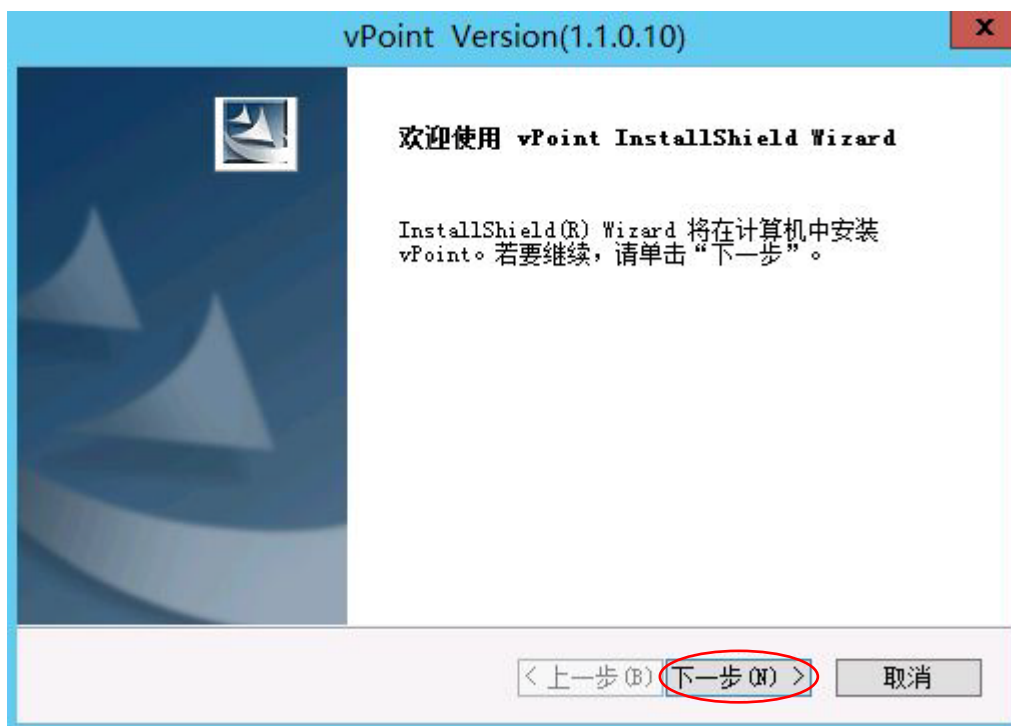 vPoint Version(1.1.0.10)
x
欢迎使用 vPoint InstallShield Wizard
InstallShield(R) Wizard 将在计算机中安装
vPoint。若要继续，请单击“下一步”。
< 上一步(B)
下一步(N) >
取消